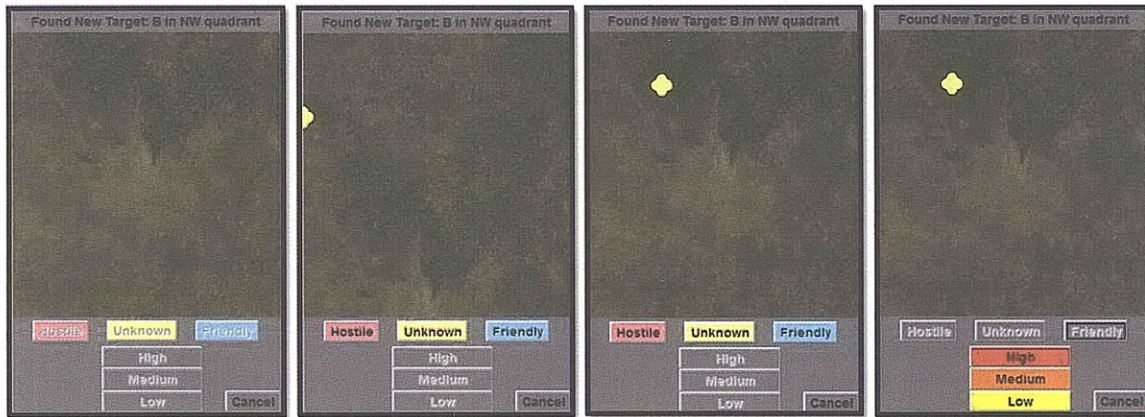 Found New Target: B in NW quadrant
Hostile Unknown Friendly
High
Medium
Low
Cancel
Found New Target: B in NW quadrant
Hostile Unknown Friendly
High
Medium
Low
Cancel
Found New Target: B in NW quadrant
Hostile Unknown Friendly
High
Medium
Low
Cancel
Found New Target: B in NW quadrant
Hostile Unknown Friendly
High
Medium
Low
Cancel